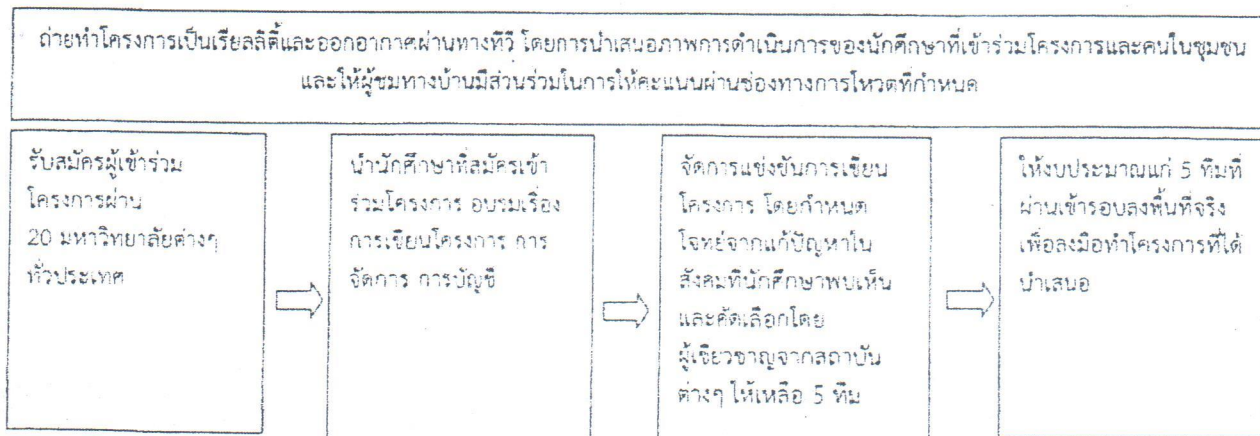 ถ่ายทำโครงการเป็นเรียลลิตี้และออกอากาศผ่านทางทีวี โดยการนำเสนอภาพการดำเนินการของนักศึกษาที่เข้าร่วมโครงการและคนในชุมชน
และให้ผู้ชมทางบ้านมีส่วนร่วมในการให้คะแนนผ่านช่องทางการโหวตที่กำหนด
รับสมัครผู้เข้าร่วม
โครงการผ่าน
20 มหาวิทยาลัยต่างๆ
ทั่วประเทศ
นำนักศึกษาที่สมัครเข้า
ร่วมโครงการ อบรมเรื่อง
การเขียนโครงการ การ
จัดการ การบัญชี
จัดการแข่งขันการเขียน
โครงการ โดยกำหนด
โจทย์จากแก้ปัญหาใน
สังคมที่นักศึกษาพบเห็น
และคัดเลือกโดย
ผู้เชี่ยวชาญจากสถาบัน
ต่างๆ ให้เหลือ 5 ทีม
ให้งบประมาณแก่ 5 ทีมที่
ผ่านเข้ารอบลงพื้นที่จริง
เพื่อลงมือทำโครงการที่ได้
นำเสนอ